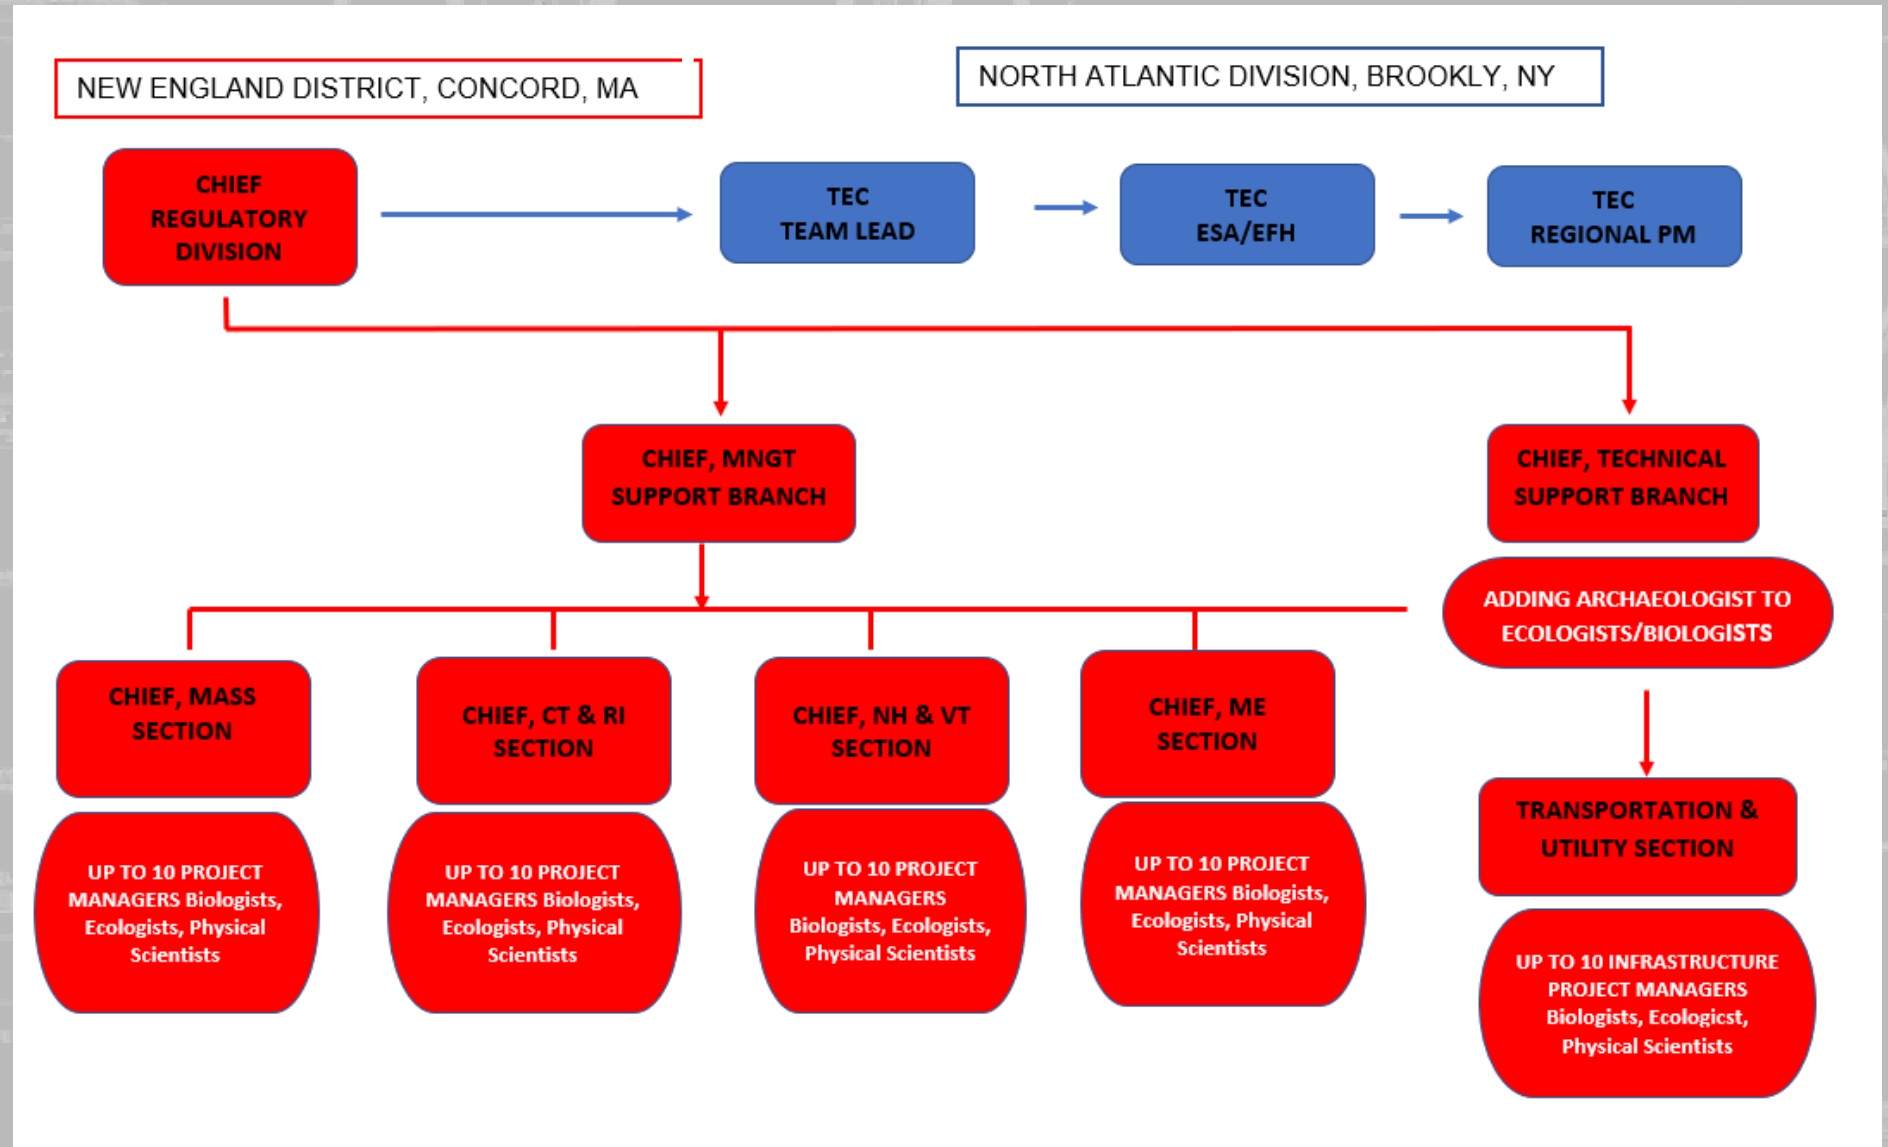 NEW ENGLAND DISTRICT, CONCORD, MA
NORTH ATLANTIC DIVISION, BROOKLY, NY
CHIEF
REGULATORY
DIVISION
TEC
TEAM LEAD
TEC
ESA/EFH
TEC
REGIONAL PM
CHIEF, MNGT
SUPPORT BRANCH
CHIEF, TECHNICAL
SUPPORT BRANCH
ADDING ARCHAEOLOGIST TO
ECOLOGISTS/BIOLOGISTS
CHIEF, MASS
SECTION
CHIEF, CT & RI
SECTION
CHIEF, NH & VT
SECTION
CHIEF, ME
SECTION
TRANSPORTATION &
UTILITY SECTION
UP TO 10 PROJECT
MANAGERS Biologists,
Ecologists, Physical
Scientists
UP TO 10 PROJECT
MANAGERS Biologists,
Ecologists, Physical
Scientists
UP TO 10 PROJECT
MANAGERS
Biologists, Ecologists,
Physical Scientists
UP TO 10 PROJECT
MANAGERS Biologists,
Ecologists, Physical
Scientists
UP TO 10 INFRASTRUCTURE
PROJECT MANAGERS
Biologists, Ecologicst,
Physical Scientists